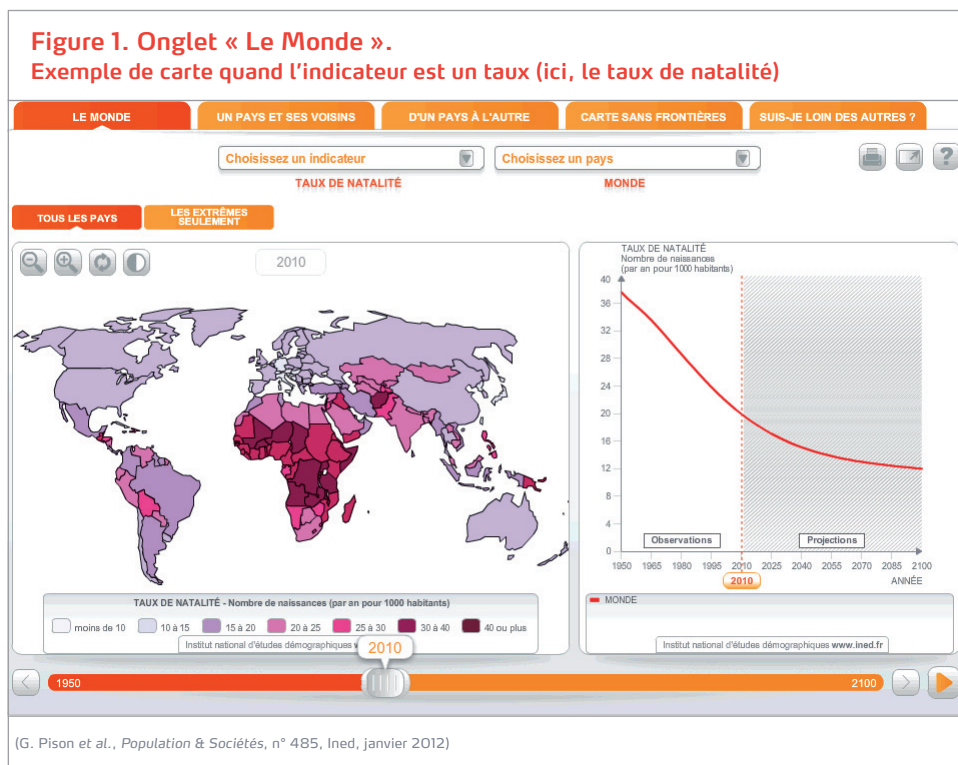 Figure 1. Onglet « Le Monde ».
Exemple de carte quand l'indicateur est un taux (ici, le taux de natalité)
LE MONDE
UN PAYS ET SES VOISINS
D'UN PAYS À L'AUTRE
CARTE SANS FRONTIÈRES
SUIS-JE LOIN DES AUTRES ?
Choisissez un indicateur
Choisissez un pays
?
TAUX DE NATALITÉ
MONDE
TOUS LES PAYS
LES EXTRÊMES
SEULEMENT
2010
TAUX DE NATALITÉ
Nombre de naissances
(par an pour 1000 habitants)
40
36
32
28
24
20
16
12
8
4
0
Observations
Projections
1950 1965 1980 1995 2010 2025 2040 2055 2070 2085 2100
2010
ANNÉE
TAUX DE NATALITÉ - Nombre de naissances (par an pour 1000 habitants)
moins de 10
10 à 15
15 à 20
20 à 25
25 à 30
30 à 40
40 ou plus
Institut national d'études démographiques
MONDE
Institut national d'études démographiques www.ined.fr
2010
1950
2100
(G. Pison et al., Population & Sociétés, n° 485, Ined, janvier 2012)